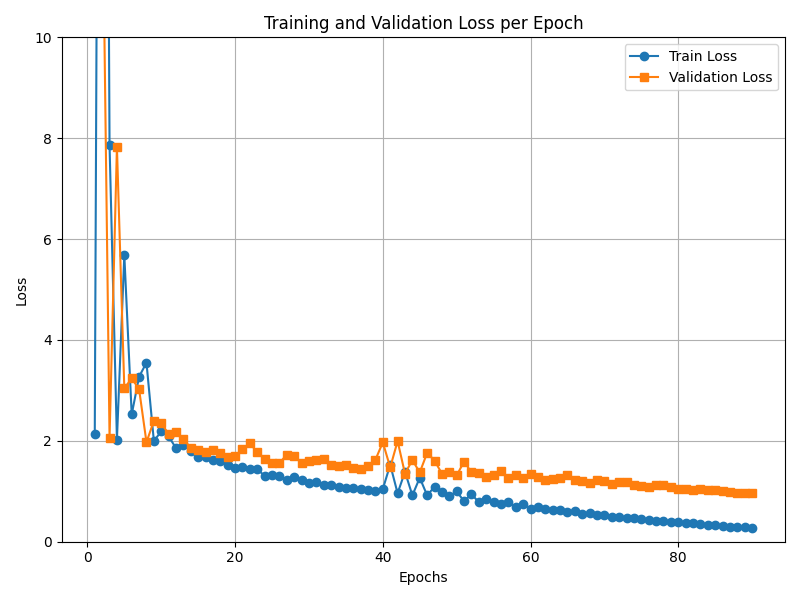 Training and Validation Loss per Epoch
Train Loss
Validation Loss
Loss
10
8
6
4
2
0
0 20 40 60 80
Epochs